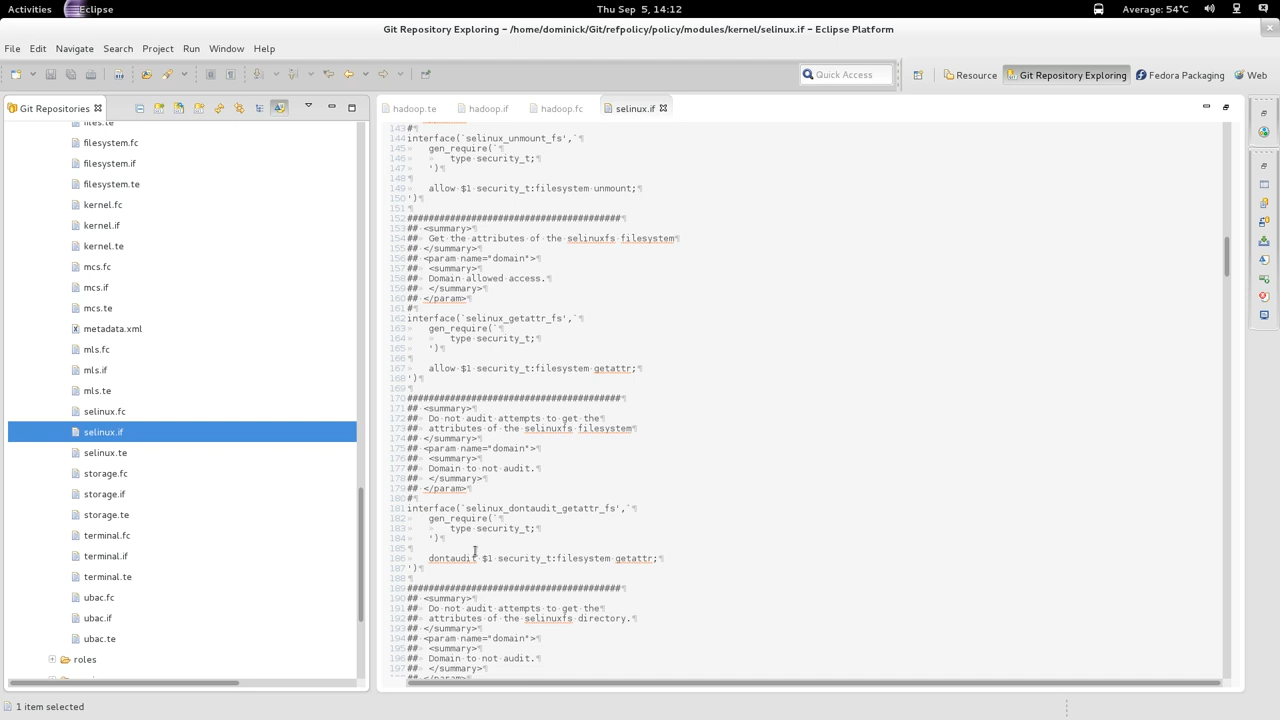 Activities Eclipse Thu Sep 5, 14:12 Average: 54°C
Git Repository Exploring – /home/dominick/Git/refpolicy/policy/modules/kernel/selinux.if – Eclipse Platform
File Edit Navigate Search Project Run Window Help
Quick Access Resource Git Repository Exploring Fedora Packaging Web
Git Repositories
files.te
filesystem.fc
filesystem.if
filesystem.te
kernel.fc
kernel.if
kernel.te
mcs.fc
mcs.if
mcs.te
metadata.xml
mls.fc
mls.if
mls.te
selinux.fc
selinux.if
selinux.te
storage.fc
storage.if
storage.te
terminal.fc
terminal.if
terminal.te
ubac.fc
ubac.if
ubac.te
roles
hadoop.te hadoop.if hadoop.fc selinux.if
143#¶
144interface(`selinux_unmount_fs',`¶
145» gen_require(`¶
146» » type·security_t;¶
147» ')¶
148¶
149» allow·$1·security_t:filesystem·unmount;¶
150')¶
151¶
152########################################¶
153##·<summary>¶
154##» Get·the·attributes·of·the·selinuxfs·filesystem¶
155##·</summary>¶
156##·<param·name="domain">¶
157##» <summary>¶
158##» Domain·allowed·access.¶
159##» </summary>¶
160##·</param>¶
161#¶
162interface(`selinux_getattr_fs',`¶
163» gen_require(`¶
164» » type·security_t;¶
165» ')¶
166¶
167» allow·$1·security_t:filesystem·getattr;¶
168')¶
169¶
170########################################¶
171##·<summary>¶
172##» Do·not·audit·attempts·to·get·the¶
173##» attributes·of·the·selinuxfs·filesystem¶
174##·</summary>¶
175##·<param·name="domain">¶
176##» <summary>¶
177##» Domain·to·not·audit.¶
178##» </summary>¶
179##·</param>¶
180#¶
181interface(`selinux_dontaudit_getattr_fs',`¶
182» gen_require(`¶
183» » type·security_t;¶
184» ')¶
185¶
186» dontaudit·$1·security_t:filesystem·getattr;¶
187')¶
188¶
189########################################¶
190##·<summary>¶
191##» Do·not·audit·attempts·to·get·the¶
192##» attributes·of·the·selinuxfs·directory.¶
193##·</summary>¶
194##·<param·name="domain">¶
195##» <summary>¶
196##» Domain·to·not·audit.¶
197##» </summary>¶
##·</param>¶
1 item selected